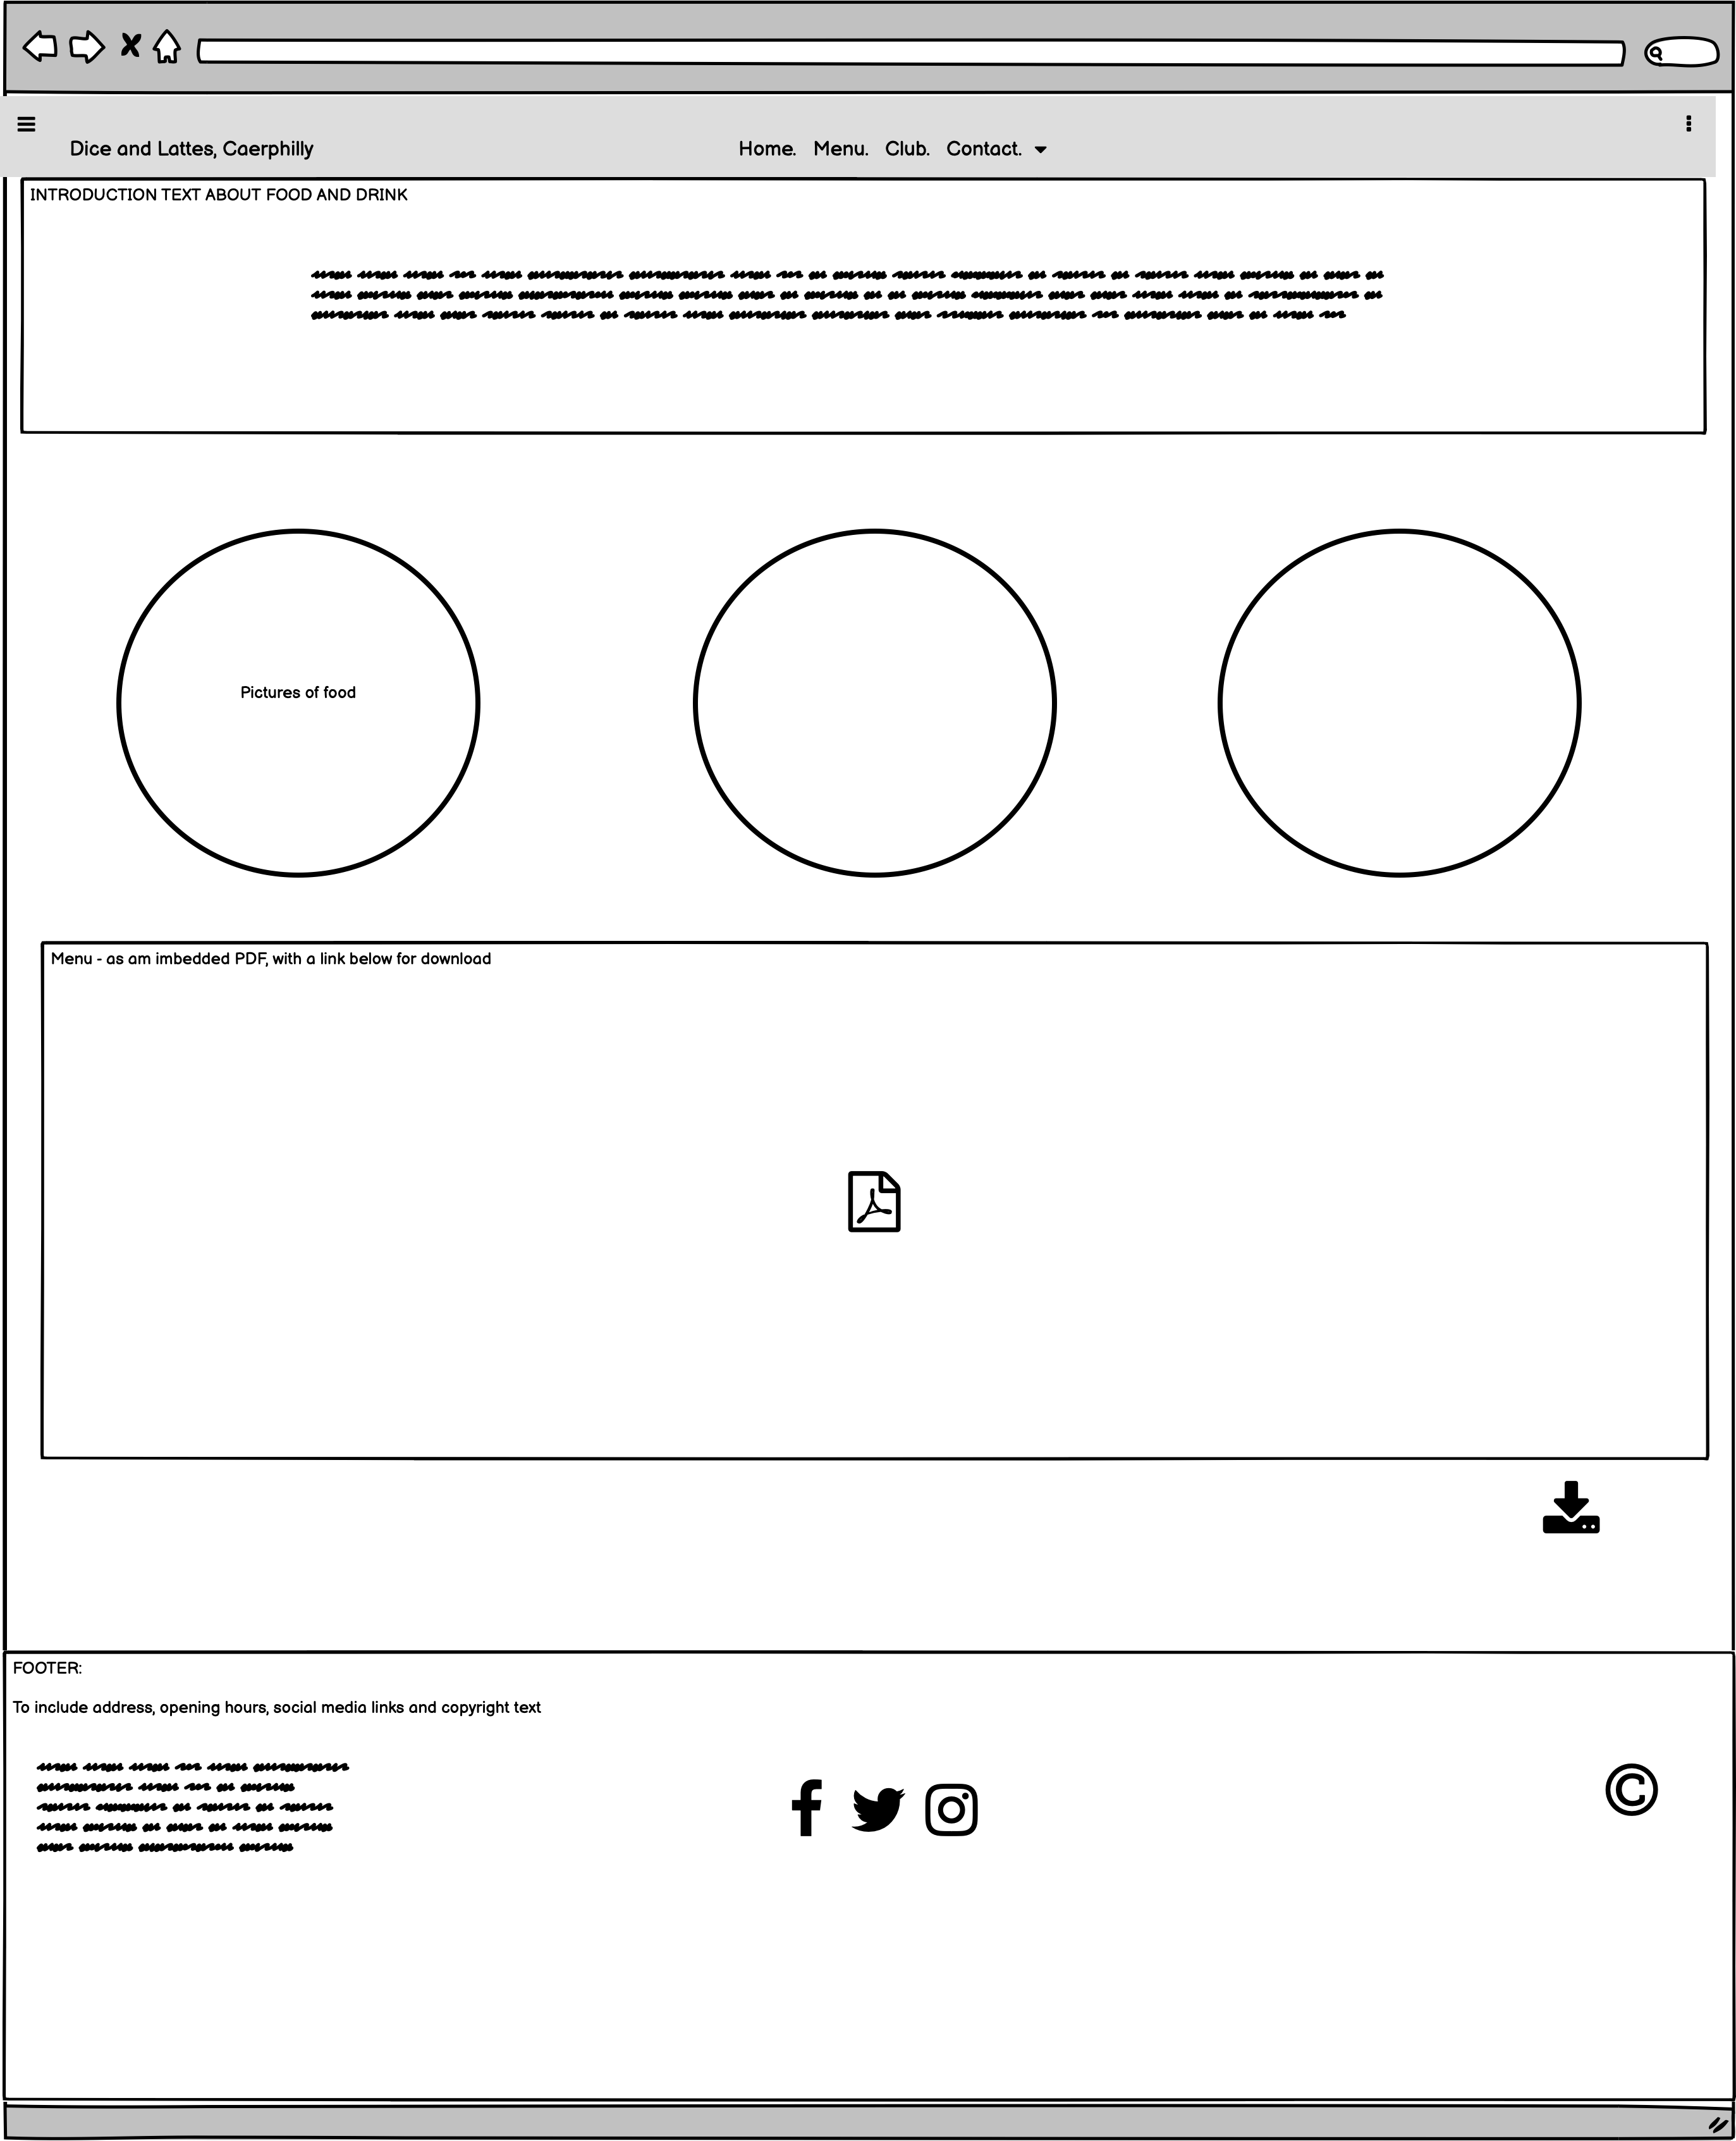 Dice and Lattes, Caerphilly
Home. Menu. Club. Contact.
INTRODUCTION TEXT ABOUT FOOD AND DRINK
Pictures of food
Menu - as am imbedded PDF, with a link below for download
FOOTER:
To include address, opening hours, social media links and copyright text